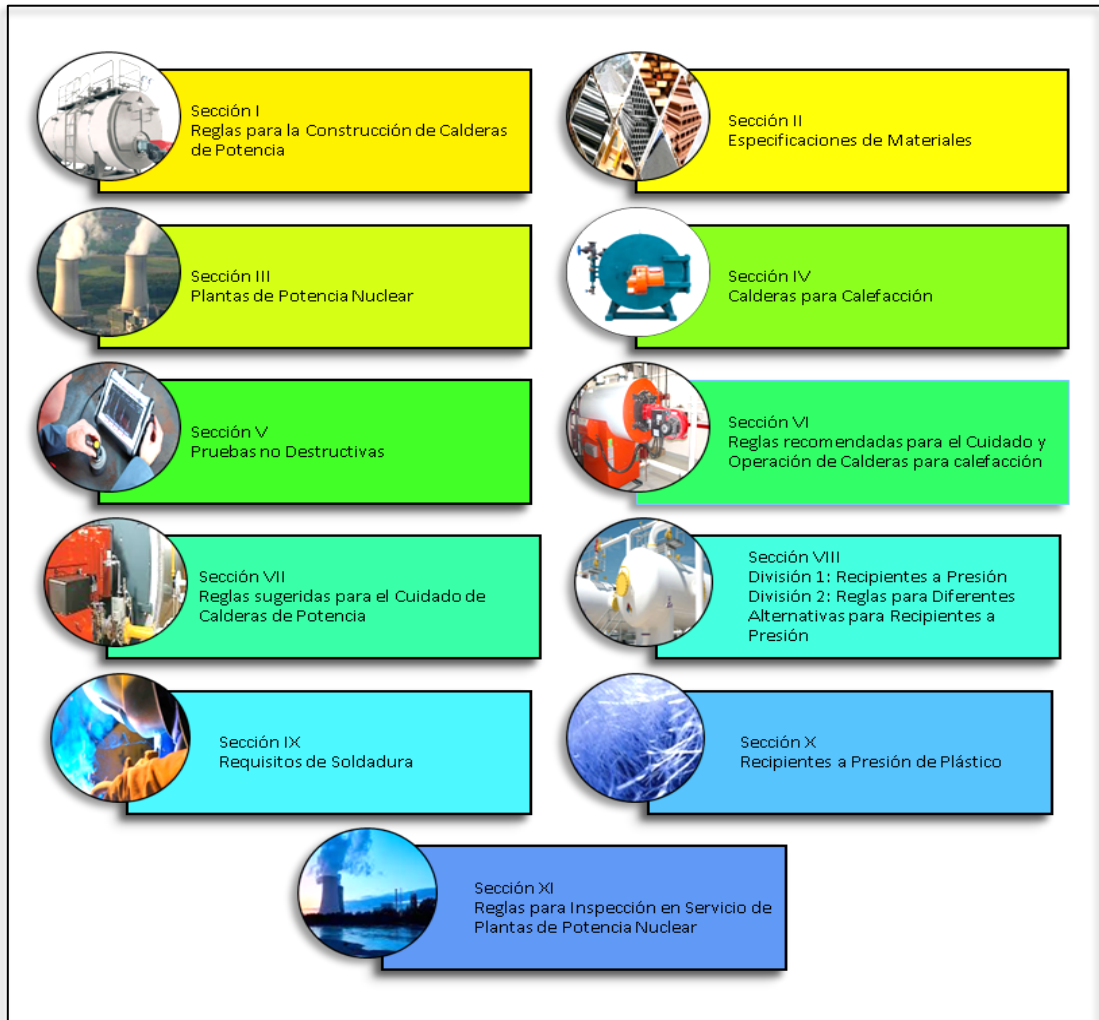 Sección I
Reglas para la Construcción de Calderas
de Potencia
Sección II
Especificaciones de Materiales
Sección III
Plantas de Potencia Nuclear
Sección IV
Calderas para Calefacción
Sección V
Pruebas no Destructivas
Sección VI
Reglas recomendadas para el Cuidado y
Operación de Calderas para calefacción
Sección VII
Reglas sugeridas para el Cuidado de
Calderas de Potencia
Sección VIII
División 1: Recipientes a Presión
División 2: Reglas para Diferentes
Alternativas para Recipientes a
Presión
Sección IX
Requisitos de Soldadura
Sección X
Recipientes a Presión de Plástico
Sección XI
Reglas para Inspección en Servicio de
Plantas de Potencia Nuclear